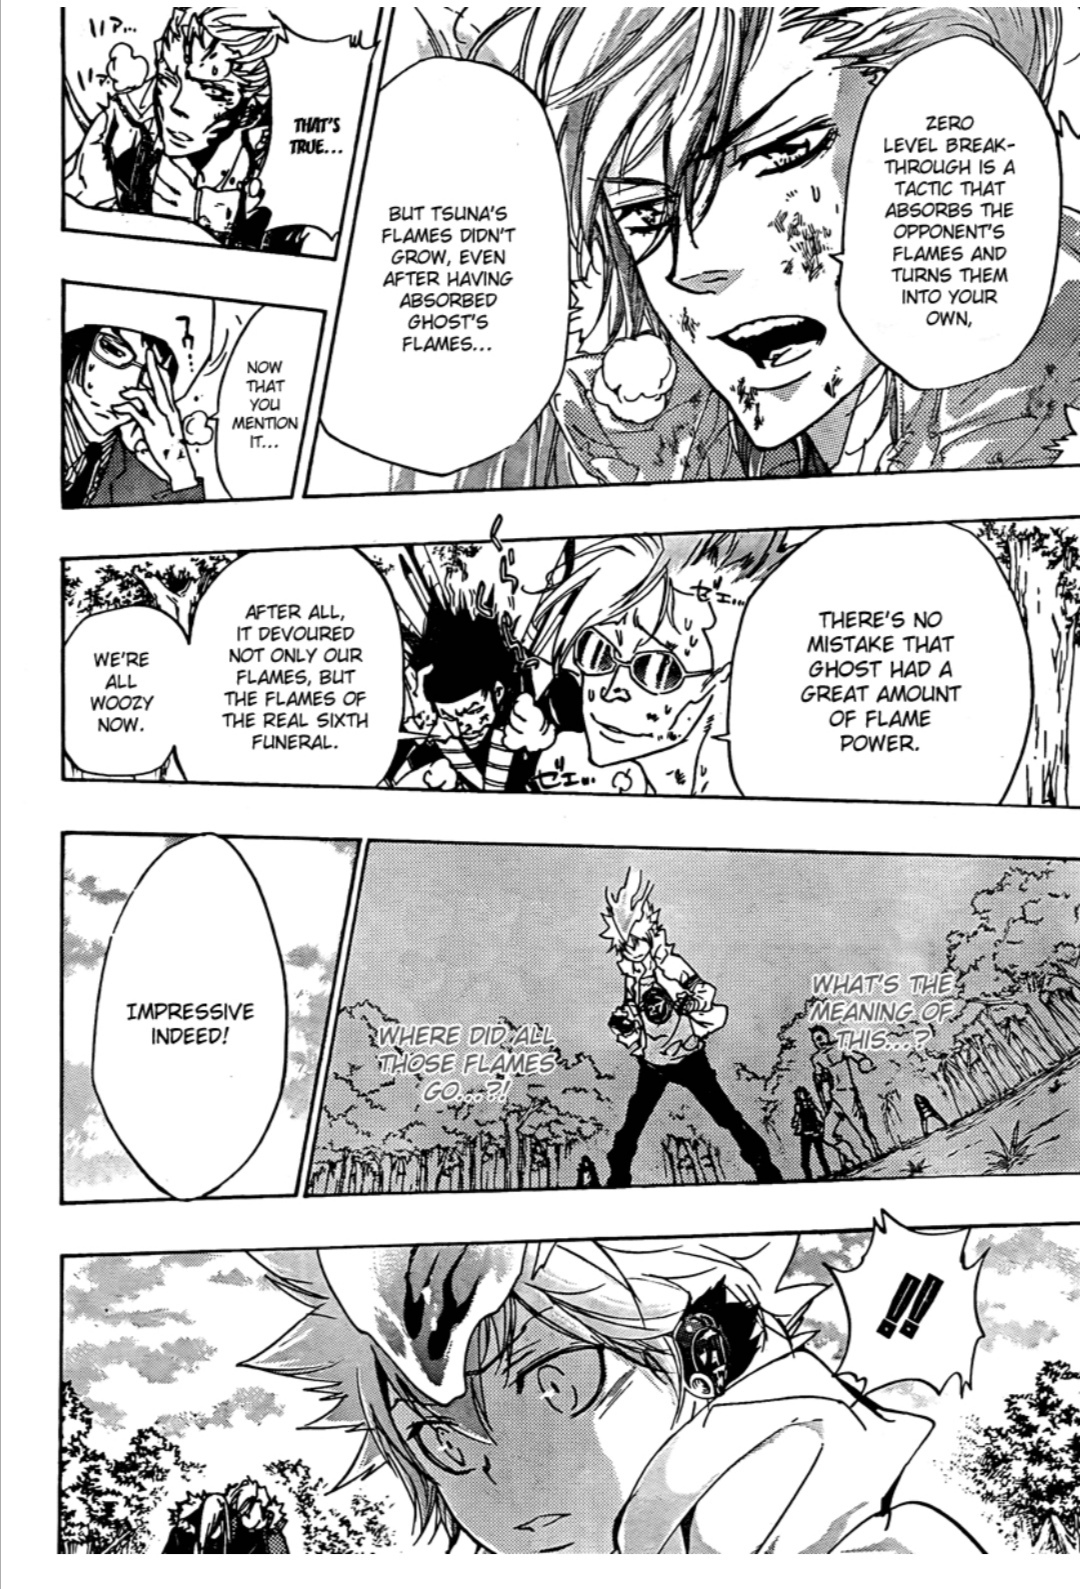 ZERO
LEVEL BREAK-
THROUGH IS A
TACTIC THAT
ABSORBS THE
OPPONENT'S
FLAMES AND
TURNS THEM
INTO YOUR
OWN,
BUT TSUNA'S
FLAMES DIDN'T
GROW, EVEN
AFTER HAVING
ABSORBED
GHOST'S
FLAMES...
THAT'S
TRUE...
NOW
THAT
YOU
MENTION
IT...
THERE'S NO
MISTAKE THAT
GHOST HAD A
GREAT AMOUNT
OF FLAME
POWER.
ゼェ...
ゼェ...
AFTER ALL,
IT DEVOURED
NOT ONLY OUR
FLAMES, BUT
THE FLAMES OF
THE REAL SIXTH
FUNERAL.
WE'RE
ALL
WOOZY
NOW.
WHAT'S THE
MEANING OF
THIS...?
WHERE DID ALL
THOSE FLAMES
GO...?!
IMPRESSIVE
INDEED!
!!